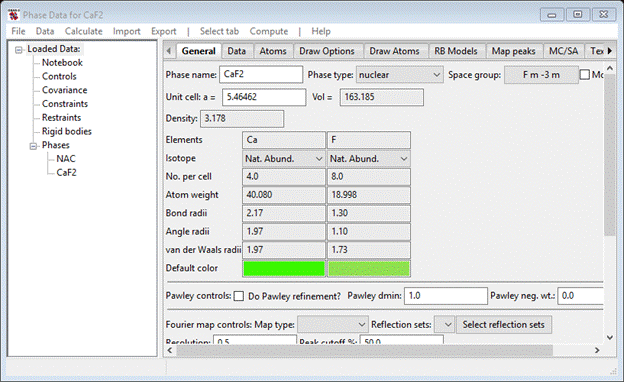 Phase Data for CaF2
File Data Calculate Import Export | Select tab Compute | Help
Loaded Data:
Notebook
Controls
Covariance
Constraints
Restraints
Rigid bodies
Phases
NAC
CaF2
General Data Atoms Draw Options Draw Atoms RB Models Map peaks MC/SA Tex
Phase name: CaF2 Phase type: nuclear Space group: F m -3 m Mo
Unit cell: a = 5.46462 Vol = 163.185
Density: 3.178
Elements Ca F
Isotope Nat. Abund. Nat. Abund.
No. per cell 4.0 8.0
Atom weight 40.080 18.998
Bond radii 2.17 1.30
Angle radii 1.97 1.10
van der Waals radii 1.97 1.73
Default color
Pawley controls: Do Pawley refinement? Pawley dmin: 1.0 Pawley neg. wt.: 0.0
Fourier map controls: Map type: Reflection sets: Select reflection sets
Resolution: 0.5 Peak cutoff %: 50.0